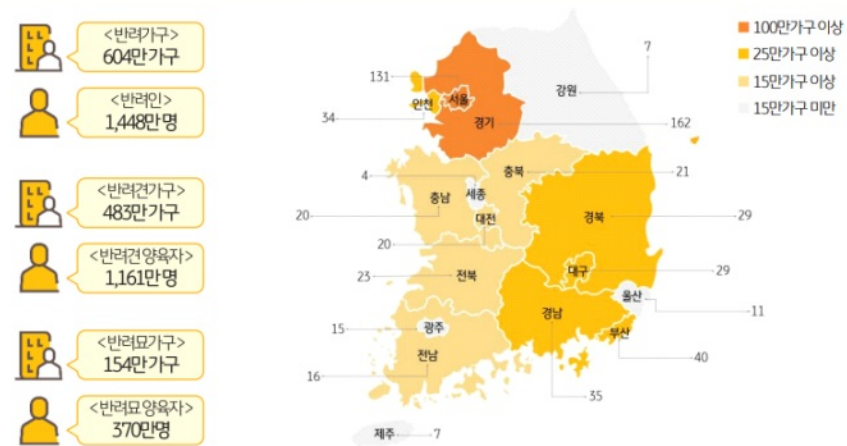 <반려가구>
604만가구
<반려인>
1,448만 명
<반려견가구>
483만가구
<반려견 양육자>
1,161만 명
<반려묘가구>
154만가구
<반려묘 양육자>
370만명
100만가구 이상
25만가구 이상
15만가구 이상
15만가구 미만
7
131
강원
인천
서울
34
경기
162
충북
4
21
세종
충남
20
대전
경북
29
20
대구
29
전북
23
울산
11
경남
15
광주
부산
전남
40
16
35
제주
7